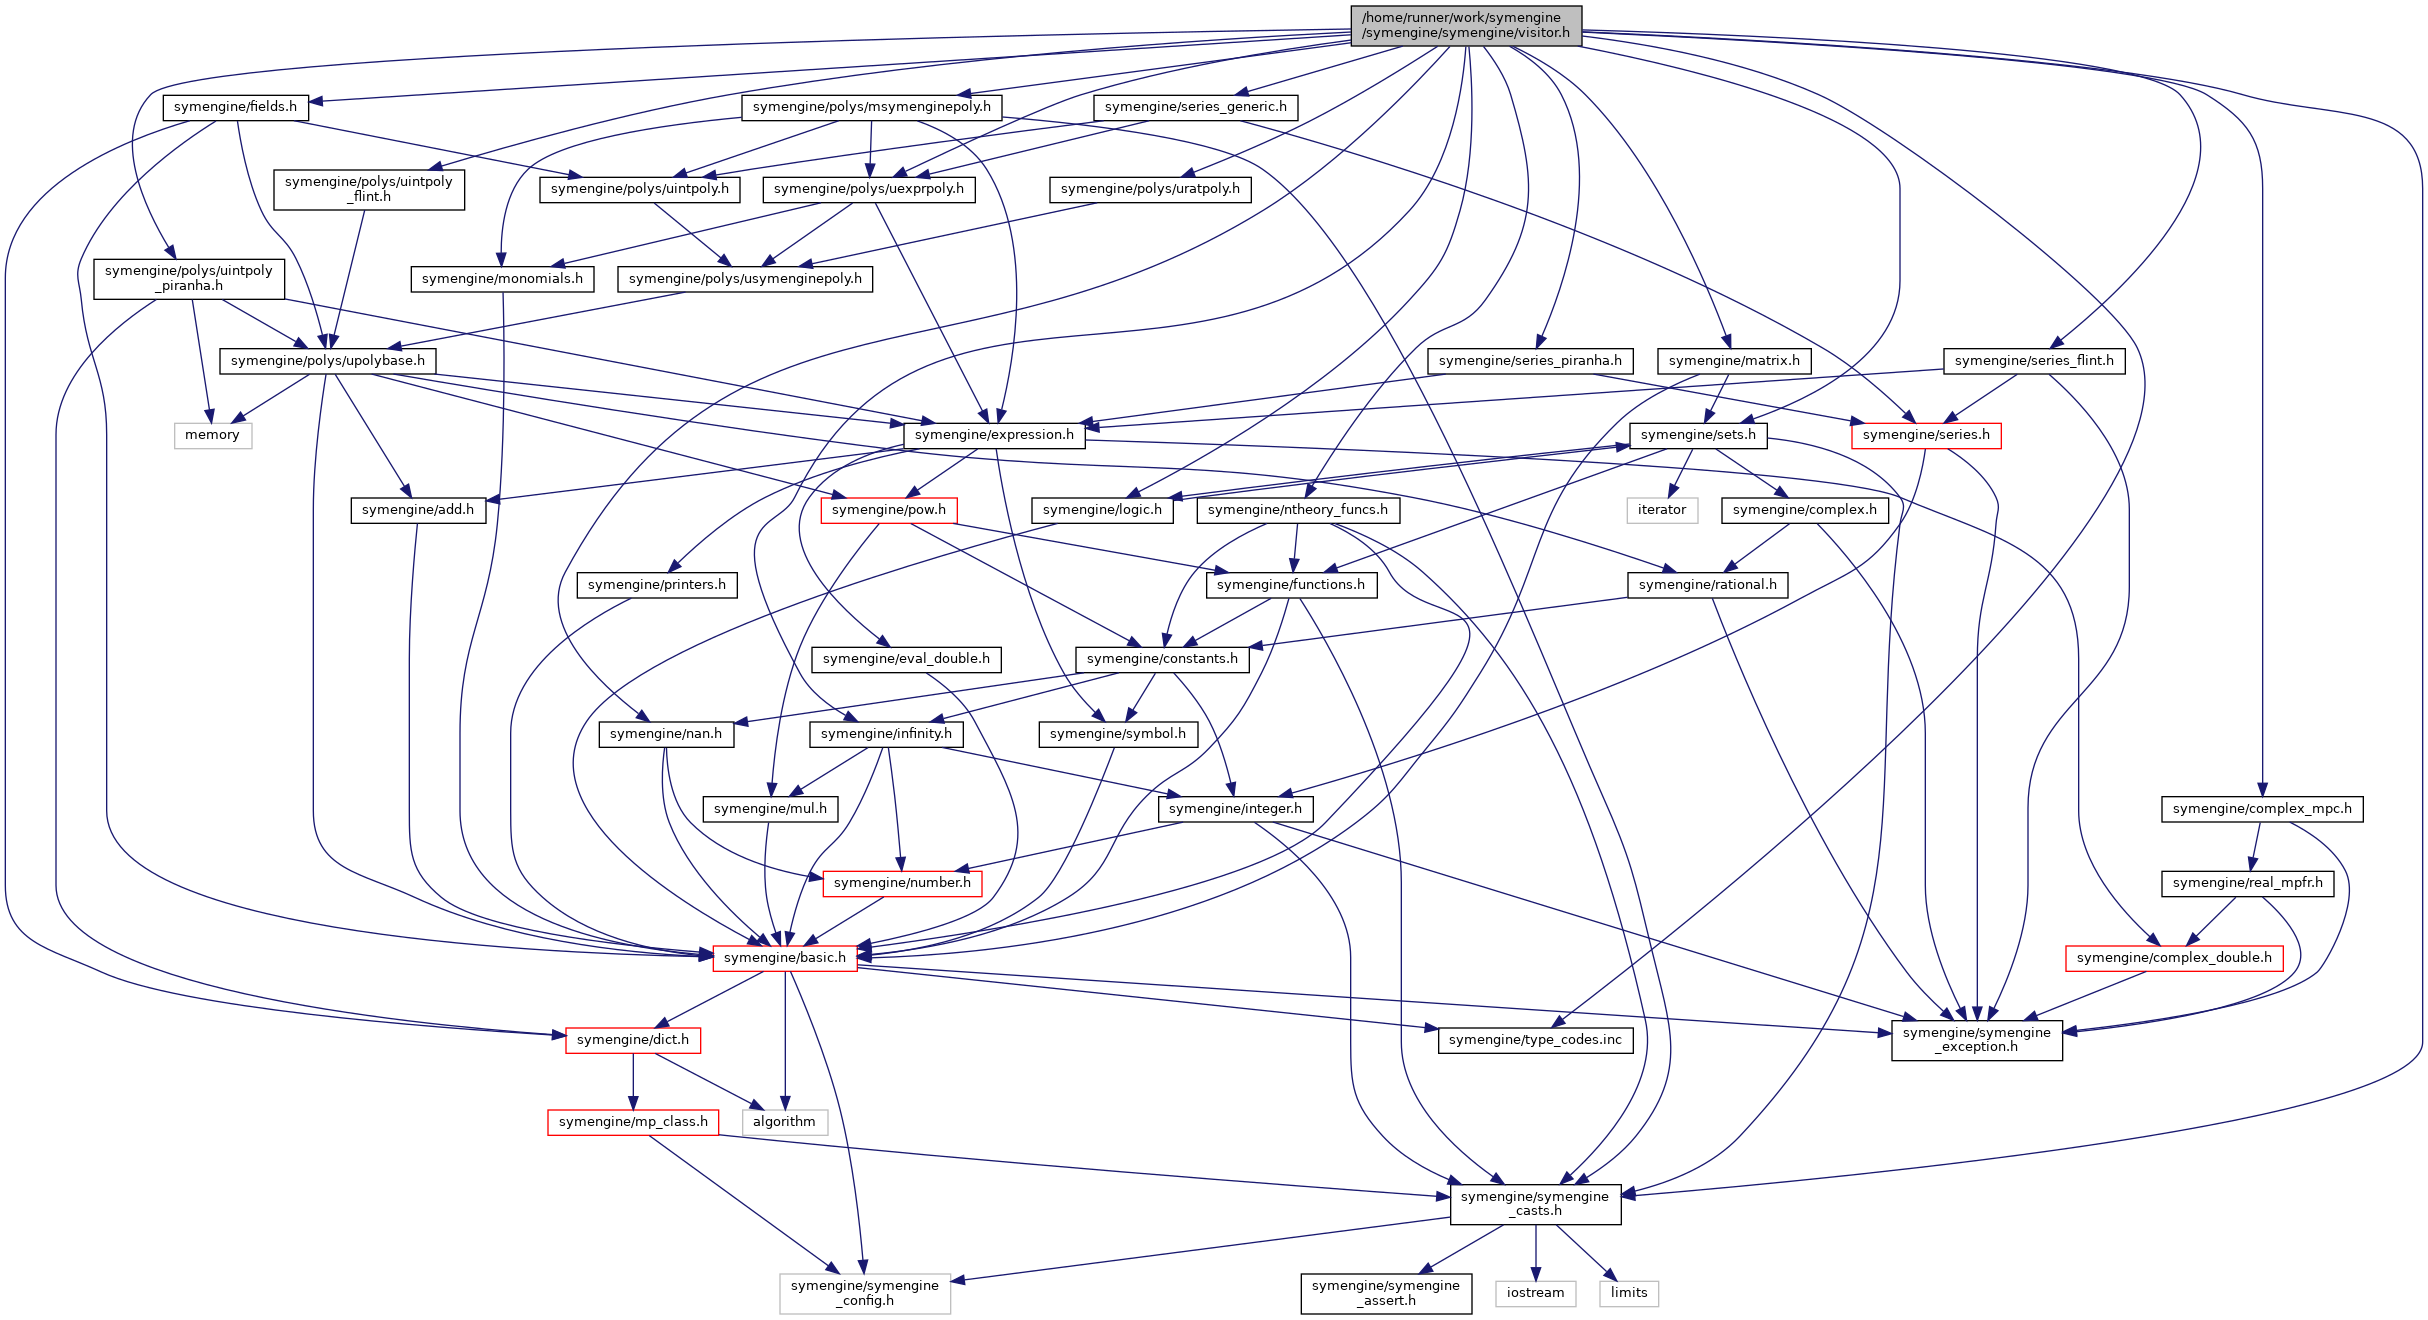 /home/runner/work/symengine
/symengine/symengine/visitor.h
symengine/fields.h
symengine/polys/msymenginepoly.h
symengine/series_generic.h
symengine/polys/uintpoly
_flint.h
symengine/polys/uintpoly.h
symengine/polys/uexprpoly.h
symengine/polys/uratpoly.h
symengine/polys/uintpoly
_piranha.h
symengine/monomials.h
symengine/polys/usymenginepoly.h
symengine/polys/upolybase.h
symengine/series_piranha.h
symengine/matrix.h
symengine/series_flint.h
memory
symengine/expression.h
symengine/sets.h
symengine/series.h
symengine/add.h
symengine/pow.h
symengine/logic.h
symengine/ntheory_funcs.h
iterator
symengine/complex.h
symengine/printers.h
symengine/functions.h
symengine/rational.h
symengine/eval_double.h
symengine/constants.h
symengine/nan.h
symengine/infinity.h
symengine/symbol.h
symengine/mul.h
symengine/integer.h
symengine/complex_mpc.h
symengine/number.h
symengine/real_mpfr.h
symengine/basic.h
symengine/complex_double.h
symengine/dict.h
symengine/type_codes.inc
symengine/symengine
_exception.h
symengine/mp_class.h
algorithm
symengine/symengine
_casts.h
symengine/symengine
_config.h
symengine/symengine
_assert.h
iostream
limits